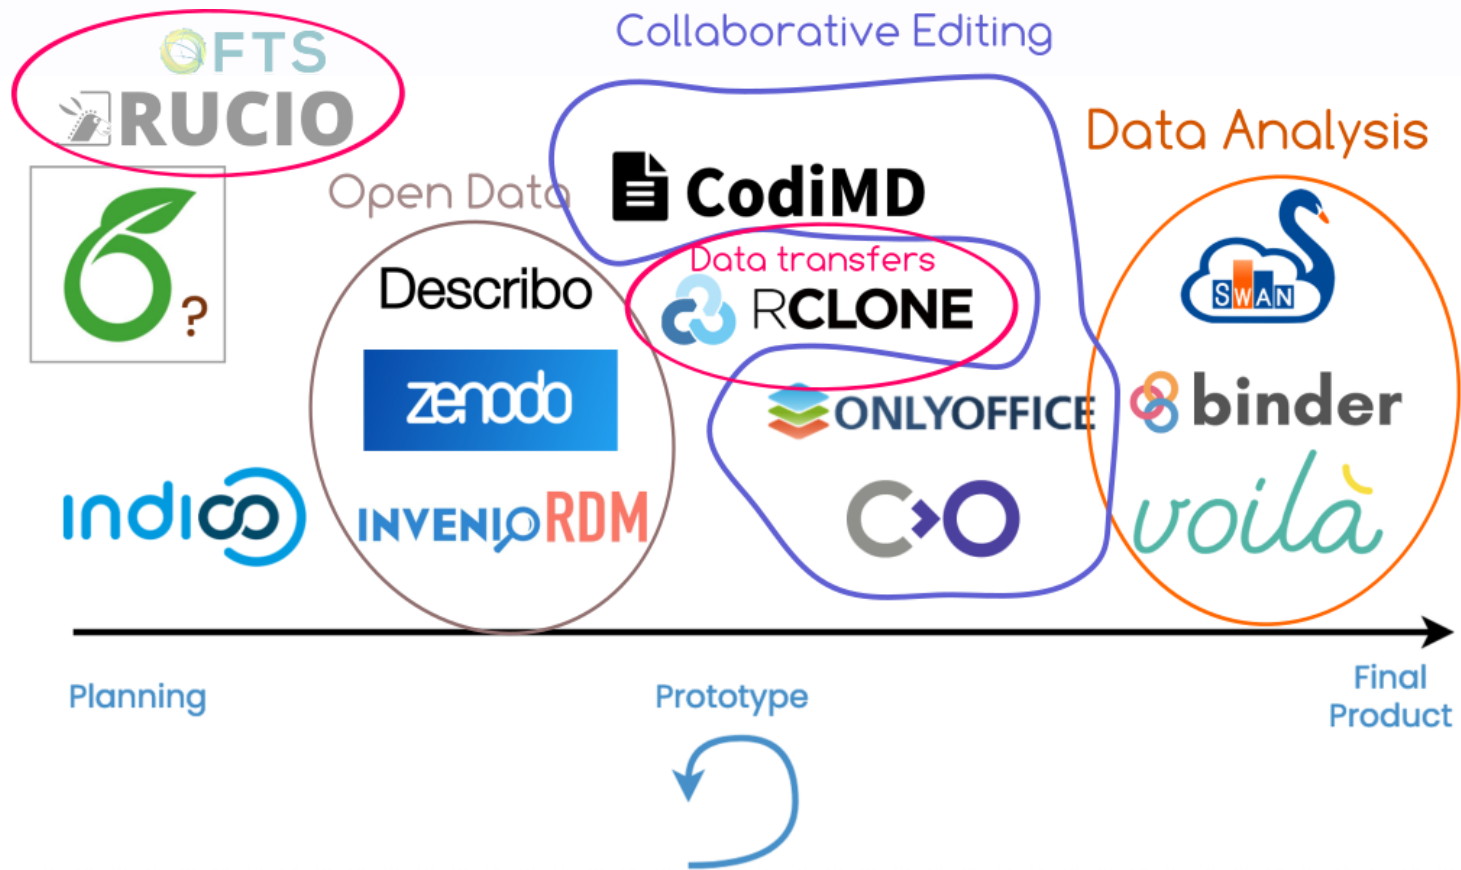 FTS
RUCIO
Collaborative Editing
Data Analysis
Open Data
CodiMD
?
Describo
Data transfers
RCLONE
SWAN
zenodo
ONLYOFFICE
binder
indico
INVENIO RDM
voilà
Planning
Prototype
Final
Product